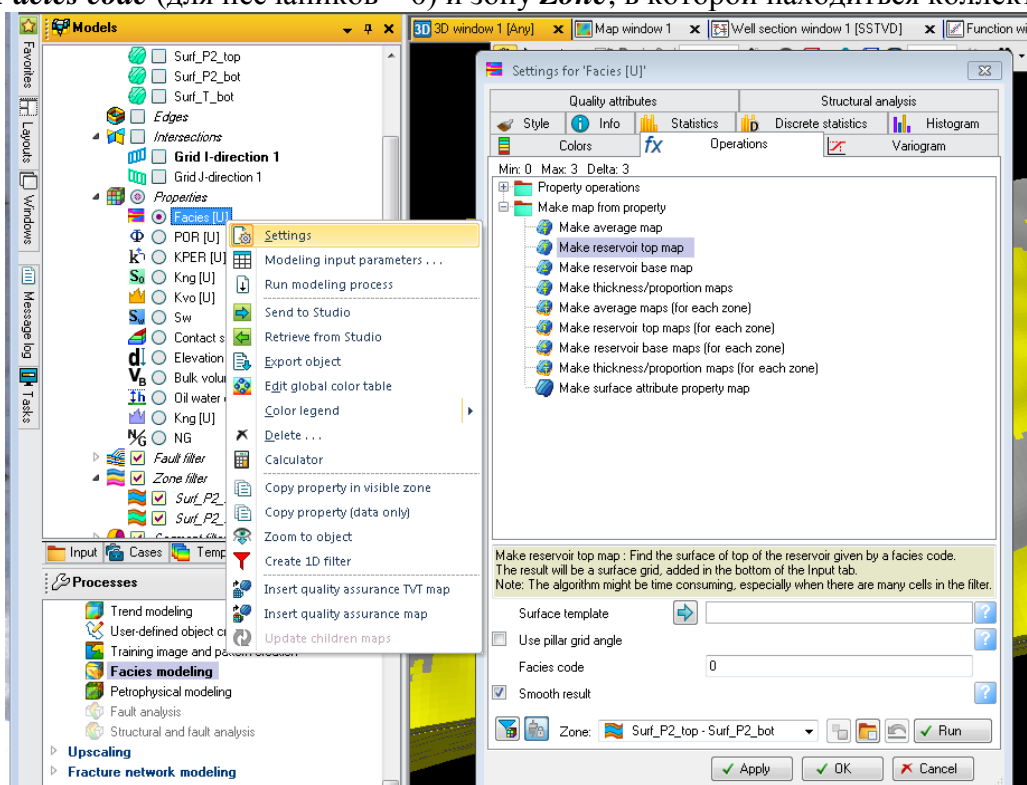 Facies code (для песчаников – 0) и зону Zone, в которой находиться
Favorites
Layouts
Windows
Message log
Tasks
Models
Surf_P2_top
Surf_P2_bot
Surf_T_bot
Edges
Intersections
Grid I-direction 1
Grid J-direction 1
Properties
Facies [U]
POR [U]
KPER [U]
Kng [U]
Kvo [U]
Sw
Contact s
Elevation
Bulk volu
Oil water
Kng [U]
NG
Fault filter
Zone filter
Surf_P2_
Surf_P2_
Input Cases Temp
Processes
Trend modeling
User-defined object cr
Training image and pattern creation
Facies modeling
Petrophysical modeling
Fault analysis
Structural and fault analysis
Upscaling
Fracture network modeling
Settings
Modeling input parameters . . .
Run modeling process
Send to Studio
Retrieve from Studio
Export object
Edit global color table
Color legend
Delete . . .
Calculator
Copy property in visible zone
Copy property (data only)
Zoom to object
Create 1D filter
Insert quality assurance TVT map
Insert quality assurance map
Update children maps
3D 3D window 1 [Any] Map window 1 Well section window 1 [SSTVD] Function wi
Settings for 'Facies [U]'
Quality attributes Structural analysis
Style Info Statistics Discrete statistics Histogram
Colors Operations Variogram
Min: 0 Max: 3 Delta: 3
Property operations
Make map from property
Make average map
Make reservoir top map
Make reservoir base map
Make thickness/proportion maps
Make average maps (for each zone)
Make reservoir top maps (for each zone)
Make reservoir base maps (for each zone)
Make thickness/proportion maps (for each zone)
Make surface attribute property map
Make reservoir top map : Find the surface of top of the reservoir given by a facies code.
The result will be a surface grid, added in the bottom of the Input tab.
Note: The algorithm might be time consuming, especially when there are many cells in the filter.
Surface template
Use pillar grid angle
Facies code 0
Smooth result
Zone: Surf_P2_top - Surf_P2_bot Run
Apply OK Cancel